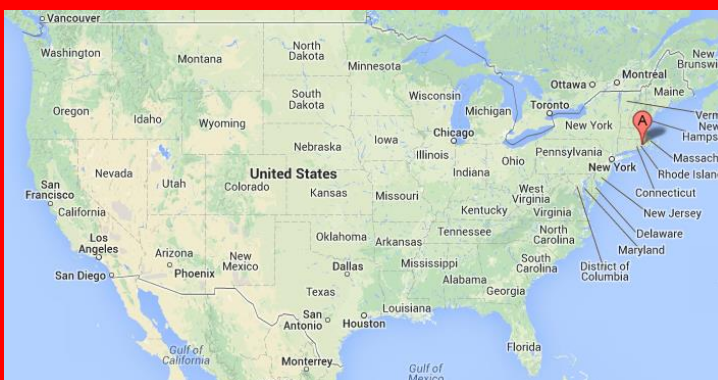 Vancouver
Washington
Montana
North
Dakota
Minnesota
Ottawa
Montréal
New
Brunswi
Maine
Oregon
Idaho
Wyoming
South
Dakota
Wisconsin
Michigan
Toronto
New York
Verm
New
Hamps
A
Massach
Rhode Island
Connecticut
Nebraska
Iowa
Chicago
Illinois
Indiana
Ohio
Pennsylvania
New York
New Jersey
Delaware
Maryland
District of
Columbia
San
Francisco
Nevada
Utah
Colorado
United States
Kansas
Missouri
West
Virginia
Virginia
Kentucky
California
Los
Angeles
San Diego
Arizona
Phoenix
New
Mexico
Oklahoma
Arkansas
Tennessee
North
Carolina
South
Carolina
Dallas
Mississippi
Alabama
Georgia
Texas
Louisiana
San
Antonio
Houston
Florida
Monterrey
Gulf of
California
Gulf of
Mexico